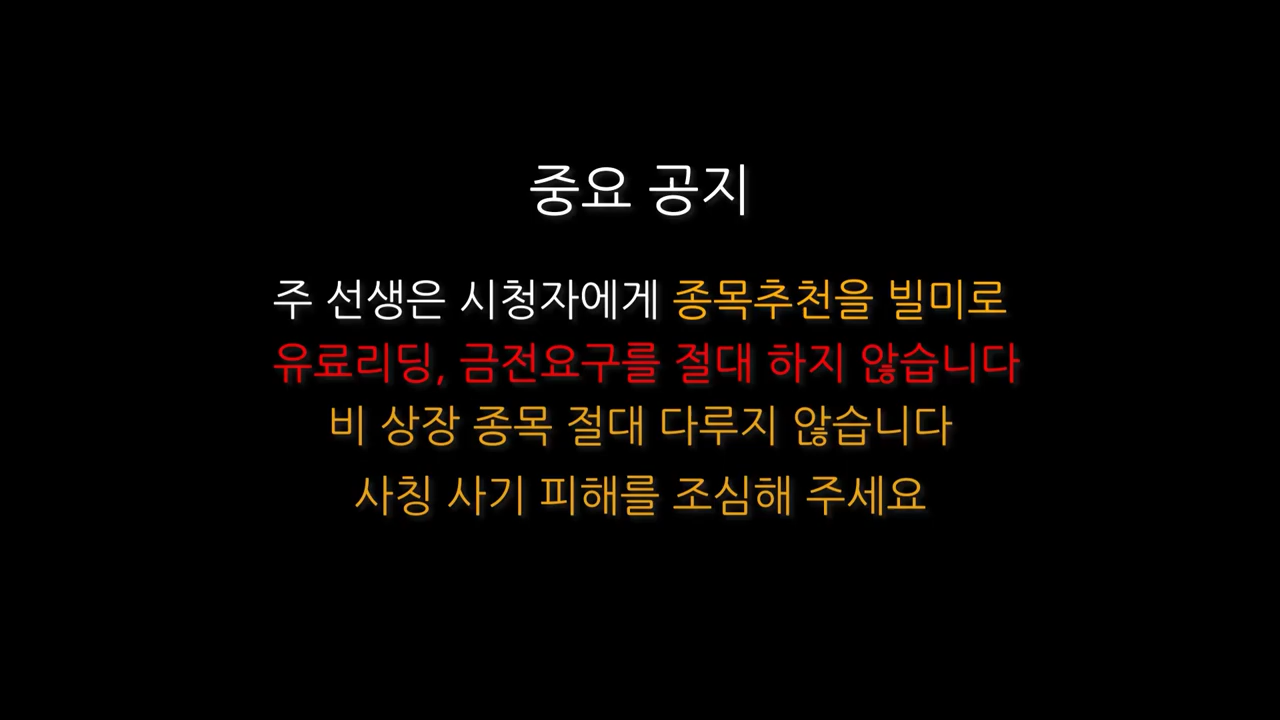 중요 공지
주 선생은 시청자에게 종목추천을 빌미로
유료리딩, 금전요구를 절대 하지 않습니다
비 상장 종목 절대 다루지 않습니다
사칭 사기 피해를 조심해 주세요